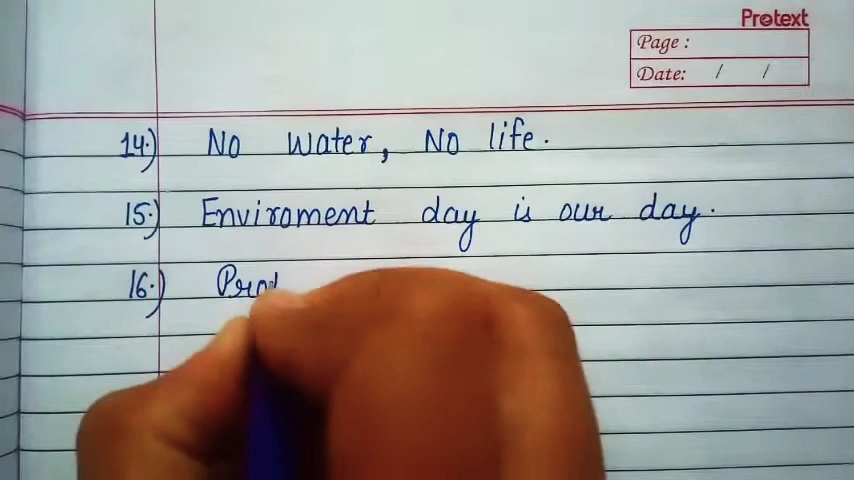 Protext
Page :
Date: / /
14.) No water, No life.
15.) Enviroment day is our day.
16.)